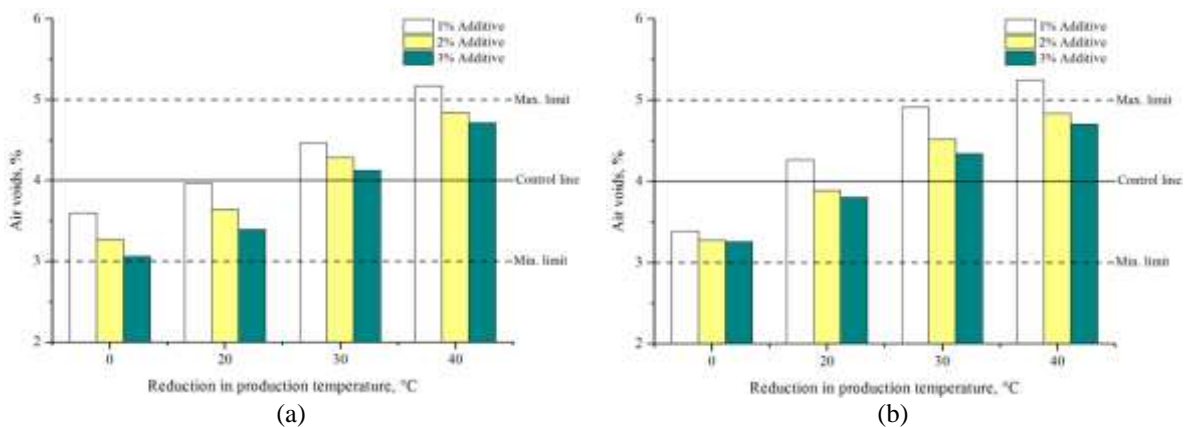 6
5
4
3
2
Air voids, %
1% Additive
2% Additive
3% Additive
Max. limit
Control line
Min. limit
0 20 30 40
Reduction in production temperature, °C
(a)
6
5
4
3
2
Air voids, %
1% Additive
2% Additive
3% Additive
Max. limit
Control line
Min. limit
0 20 30 40
Reduction in production temperature, °C
(b)